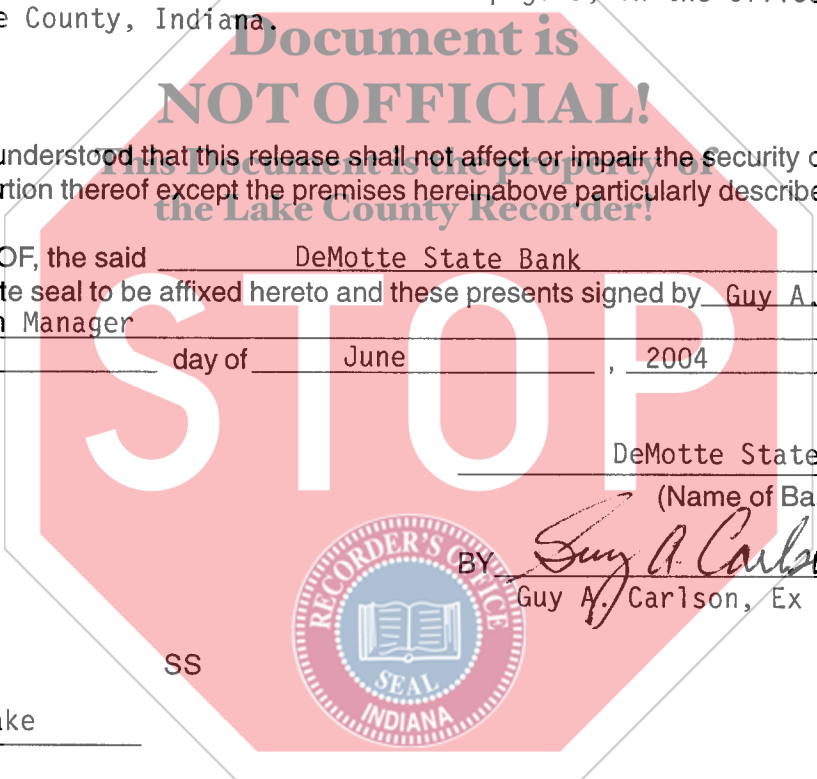 e County, Indiana.
Document is
NOT OFFICIAL!
understood that this release shall not affect or impair the security
This Document is the property of
rtion thereof except the premises hereinabove particularly describe
the Lake County Recorder!
OF, the said DeMotte State Bank
te seal to be affixed hereto and these presents signed by Guy A.
Manager
day of June , 2004
STOP
DeMotte State
(Name of Ba
BY Guy A. Carls
Guy A. Carlson, Ex
RECORDER'S OFFICE
SEAL
INDIANA
SS
ake